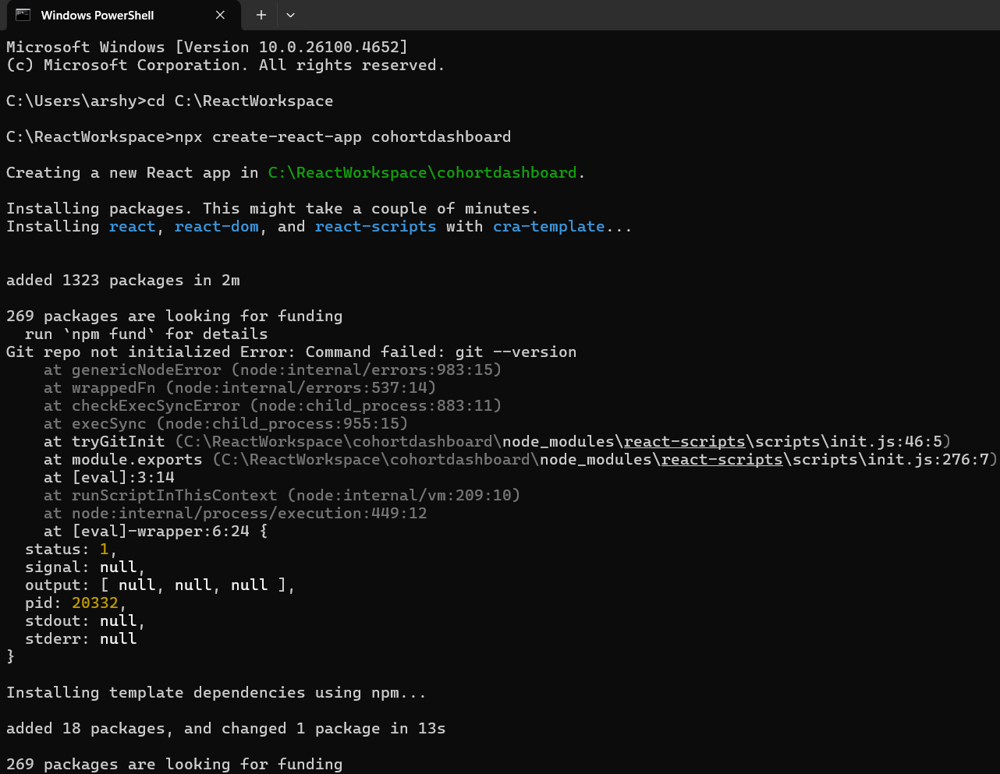 Windows PowerShell
Microsoft Windows [Version 10.0.26100.4652]
(c) Microsoft Corporation. All rights reserved.
C:\Users\arshy>cd C:\ReactWorkspace
C:\ReactWorkspace>npx create-react-app cohortdashboard
Creating a new React app in C:\ReactWorkspace\cohortdashboard.
Installing packages. This might take a couple of minutes.
Installing react, react-dom, and react-scripts with cra-template...
added 1323 packages in 2m
269 packages are looking for funding
  run `npm fund` for details
Git repo not initialized Error: Command failed: git --version
    at genericNodeError (node:internal/errors:983:15)
    at wrappedFn (node:internal/errors:537:14)
    at checkExecSyncError (node:child_process:883:11)
    at execSync (node:child_process:955:15)
    at tryGitInit (C:\ReactWorkspace\cohortdashboard\node_modules\react-scripts\scripts\init.js:46:5)
    at module.exports (C:\ReactWorkspace\cohortdashboard\node_modules\react-scripts\scripts\init.js:276:7)
    at [eval]:3:14
    at runScriptInThisContext (node:internal/vm:209:10)
    at node:internal/process/execution:449:12
    at [eval]-wrapper:6:24 {
  status: 1,
  signal: null,
  output: [ null, null, null ],
  pid: 20332,
  stdout: null,
  stderr: null
}
Installing template dependencies using npm...
added 18 packages, and changed 1 package in 13s
269 packages are looking for funding